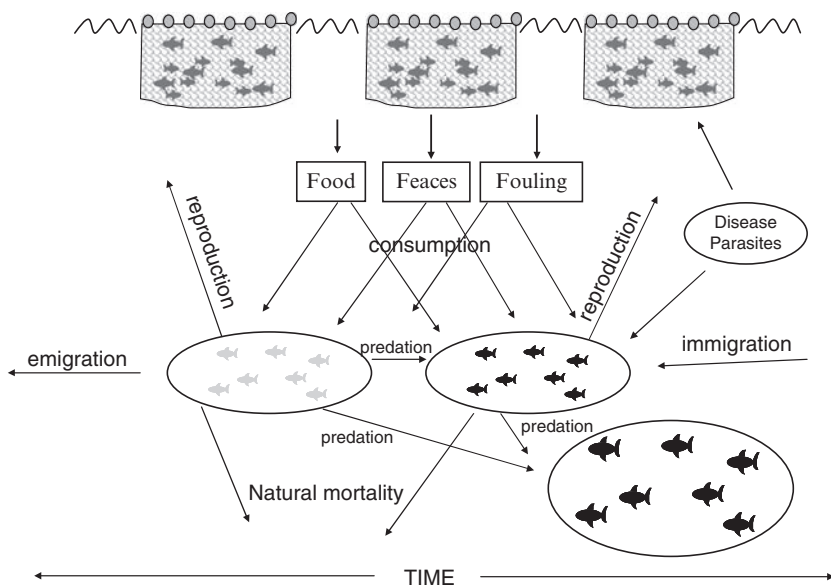 Food
Feaces
Fouling
reproduction
consumption
reproduction
Disease
Parasites
emigration
predation
immigration
predation
predation
Natural mortality
TIME